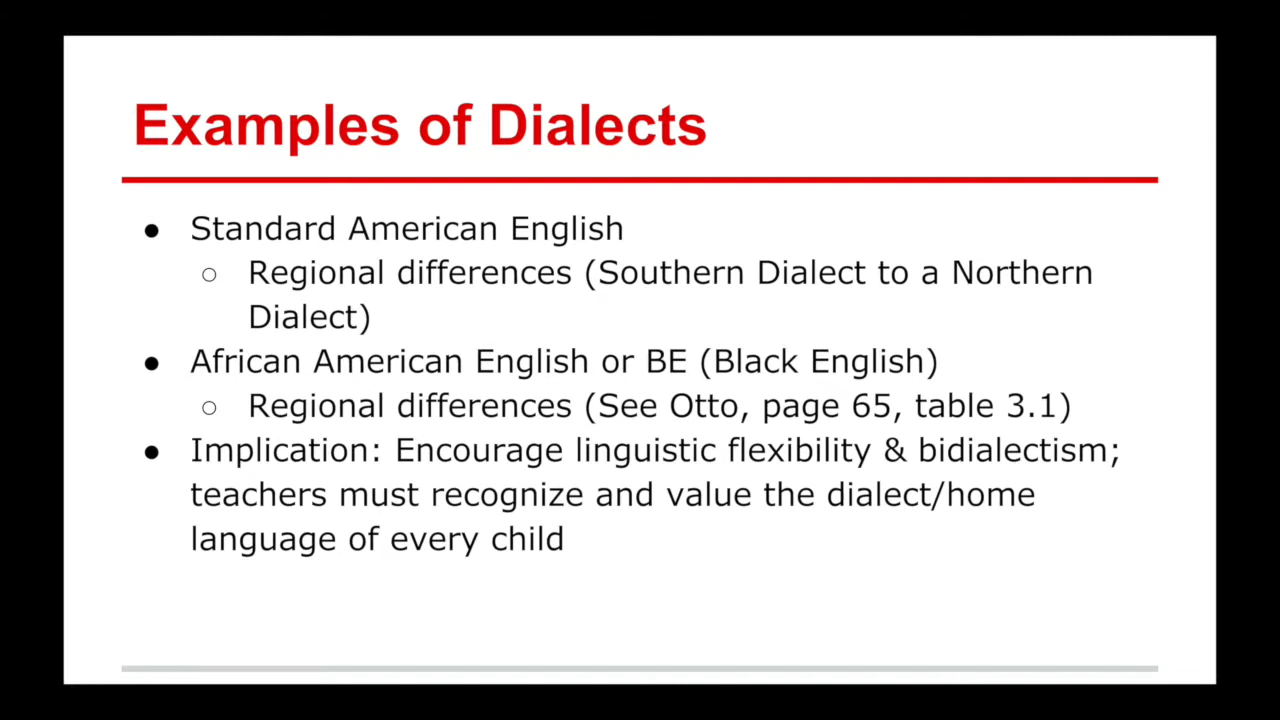 Examples of Dialects
● Standard American English
○ Regional differences (Southern Dialect to a Northern
Dialect)
● African American English or BE (Black English)
○ Regional differences (See Otto, page 65, table 3.1)
● Implication: Encourage linguistic flexibility & bidialectism;
teachers must recognize and value the dialect/home
language of every child